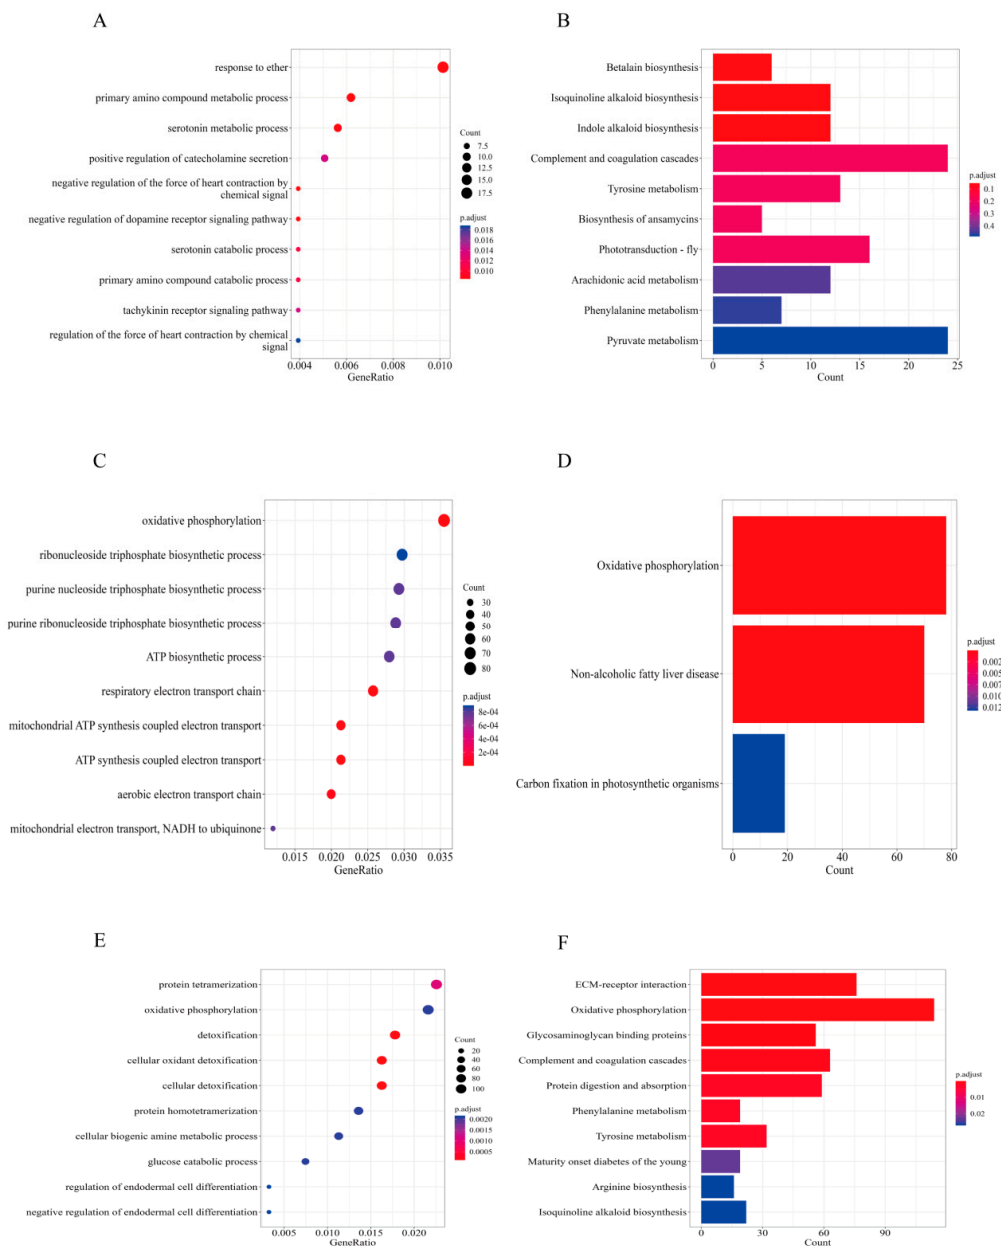 A
response to ether
primary amino compound metabolic process
serotonin metabolic process
positive regulation of catecholamine secretion
negative regulation of the force of heart contraction by
chemical signal
negative regulation of dopamine receptor signaling pathway
serotonin catabolic process
primary amino compound catabolic process
tachykinin receptor signaling pathway
regulation of the force of heart contraction by chemical
signal
0.004 0.006 0.008 0.010
GeneRatio
Count
7.5
10.0
12.5
15.0
17.5
p.adjust
0.018
0.016
0.014
0.012
0.010
B
Betalain biosynthesis
Isoquinoline alkaloid biosynthesis
Indole alkaloid biosynthesis
Complement and coagulation cascades
Tyrosine metabolism
Biosynthesis of ansamycins
Phototransduction - fly
Arachidonic acid metabolism
Phenylalanine metabolism
Pyruvate metabolism
0 5 10 15 20 25
Count
p.adjust
0.1
0.2
0.3
0.4
C
oxidative phosphorylation
ribonucleoside triphosphate biosynthetic process
purine nucleoside triphosphate biosynthetic process
purine ribonucleoside triphosphate biosynthetic process
ATP biosynthetic process
respiratory electron transport chain
mitochondrial ATP synthesis coupled electron transport
ATP synthesis coupled electron transport
aerobic electron transport chain
mitochondrial electron transport, NADH to ubiquinone
0.015 0.020 0.025 0.030 0.035
GeneRatio
Count
30
40
50
60
70
80
p.adjust
8e-04
6e-04
4e-04
2e-04
D
Oxidative phosphorylation
Non-alcoholic fatty liver disease
Carbon fixation in photosynthetic organisms
0 20 40 60 80
Count
p.adjust
0.002
0.005
0.007
0.010
0.012
E
protein tetramerization
oxidative phosphorylation
detoxification
cellular oxidant detoxification
cellular detoxification
protein homotetramerization
cellular biogenic amine metabolic process
glucose catabolic process
regulation of endodermal cell differentiation
negative regulation of endodermal cell differentiation
0.005 0.010 0.015 0.020
GeneRatio
Count
20
40
60
80
100
p.adjust
0.0020
0.0015
0.0010
0.0005
F
ECM-receptor interaction
Oxidative phosphorylation
Glycosaminoglycan binding proteins
Complement and coagulation cascades
Protein digestion and absorption
Phenylalanine metabolism
Tyrosine metabolism
Maturity onset diabetes of the young
Arginine biosynthesis
Isoquinoline alkaloid biosynthesis
0 30 60 90
Count
p.adjust
0.01
0.02